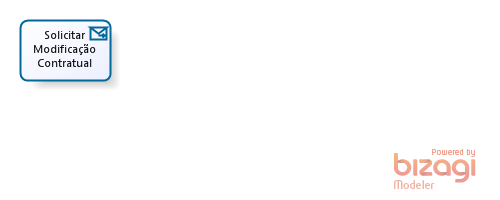 Solicitar
Modificação
Contratual
Powered by
bizagi
Modeler